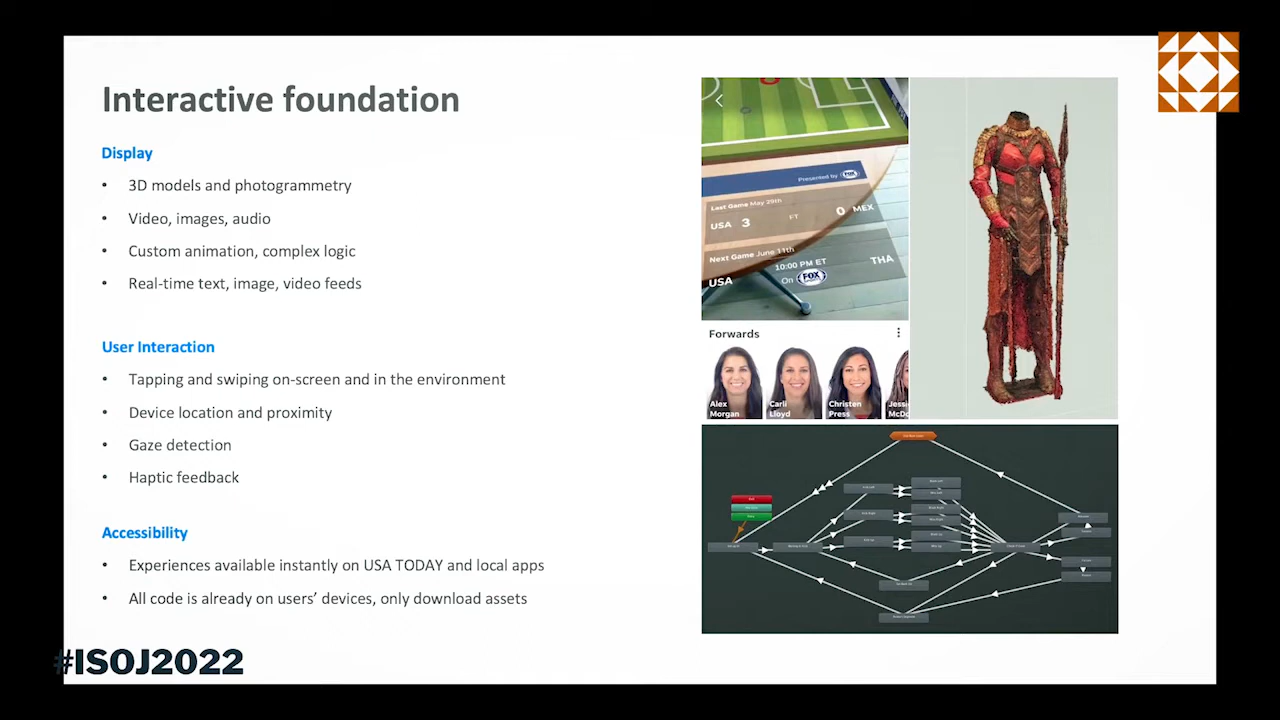 Interactive foundation
Display
• 3D models and photogrammetry
• Video, images, audio
• Custom animation, complex logic
• Real-time text, image, video feeds
User Interaction
• Tapping and swiping on-screen and in the environment
• Device location and proximity
• Gaze detection
• Haptic feedback
Accessibility
• Experiences available instantly on USA TODAY and local apps
• All code is already on users’ devices, only download assets
#ISOJ2022
Presented by FOX
Last Game May 29th
USA 3 FT 0 MEX
Next Game June 11th
10:00 PM ET
USA THA
On FOX
Forwards
Alex Morgan
Carli Lloyd
Christen Press